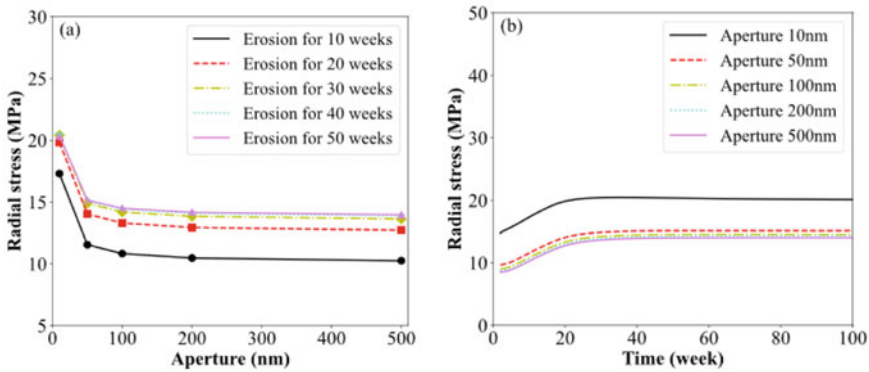 (a)
Erosion for 10 weeks
Erosion for 20 weeks
Erosion for 30 weeks
Erosion for 40 weeks
Erosion for 50 weeks
Radial stress (MPa)
30
25
20
15
10
5
0 100 200 300 400 500
Aperture (nm)
(b)
Aperture 10nm
Aperture 50nm
Aperture 100nm
Aperture 200nm
Aperture 500nm
Radial stress (MPa)
50
40
30
20
10
0
0 20 40 60 80 100
Time (week)